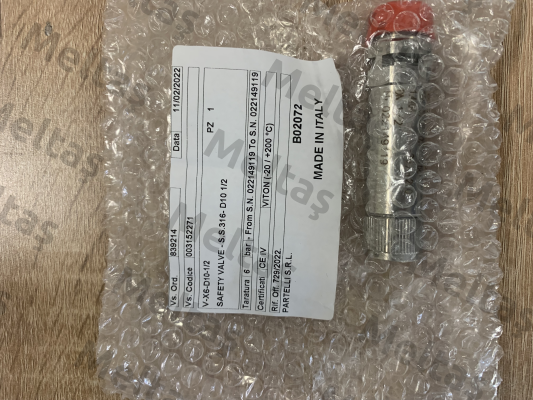 Vs. Ord. 839214 Data 11/02/2022
Vs. Codice 003152271
V-X6-D10-1/2 PZ 1
SAFETY VALVE - S.S.316- D10 1/2
Taratura 6 bar - From S.N. 022149119 To S.N. 022149119
Certificati CE IV VITON (-20 / +200 °C)
Rif. Off. 729/2022
PARTELLI S.R.L.
B02072
MADE IN ITALY
Meltaş
Meltaş
Meltaş
Meltaş